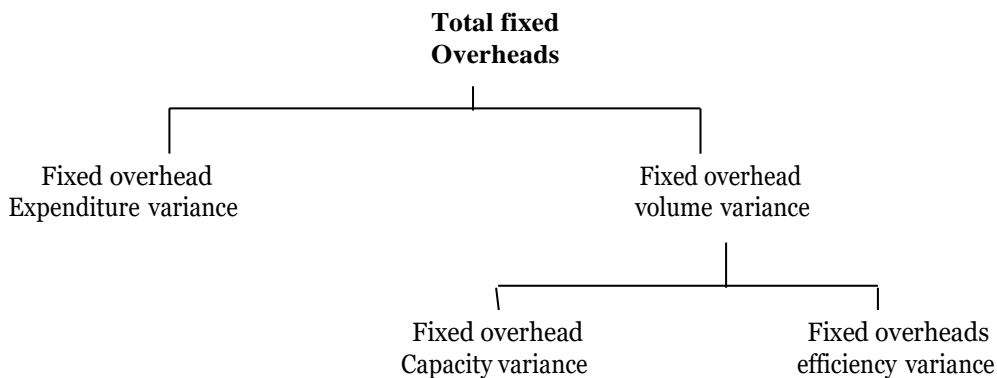 Total fixed
Overheads
Fixed overhead
Expenditure variance
Fixed overhead
volume variance
Fixed overhead
Capacity variance
Fixed overheads
efficiency variance